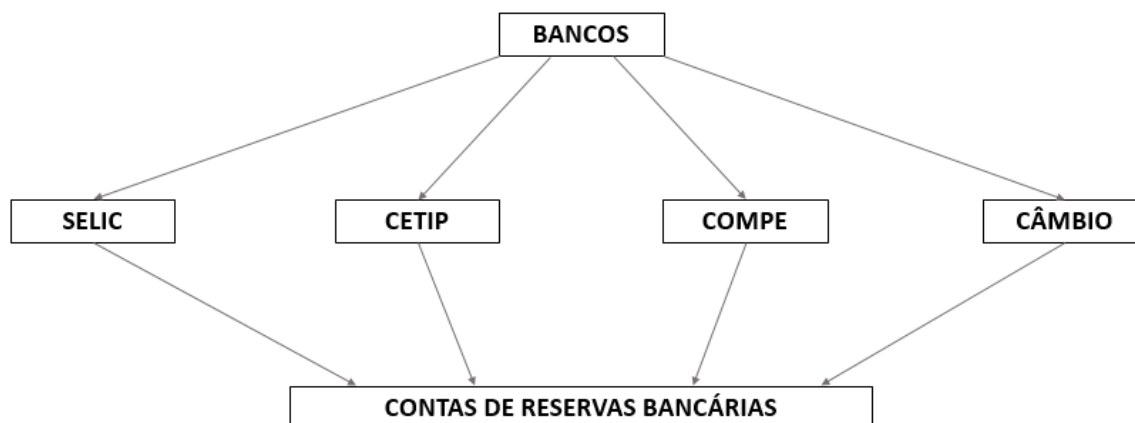 BANCOS
SELIC
CETIP
COMPE
CÂMBIO
CONTAS DE RESERVAS BANCÁRIAS